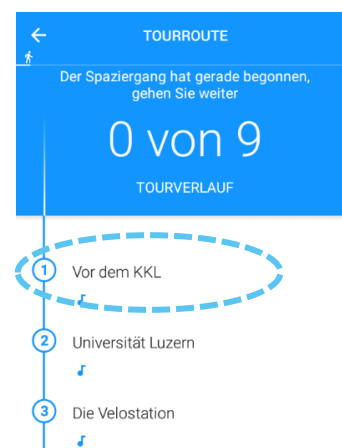 TOURROUTE
Der Spaziergang hat gerade begonnen,
gehen Sie weiter
0 von 9
TOURVERLAUF
1 Vor dem KKL
2 Universität Luzern
3 Die Velostation